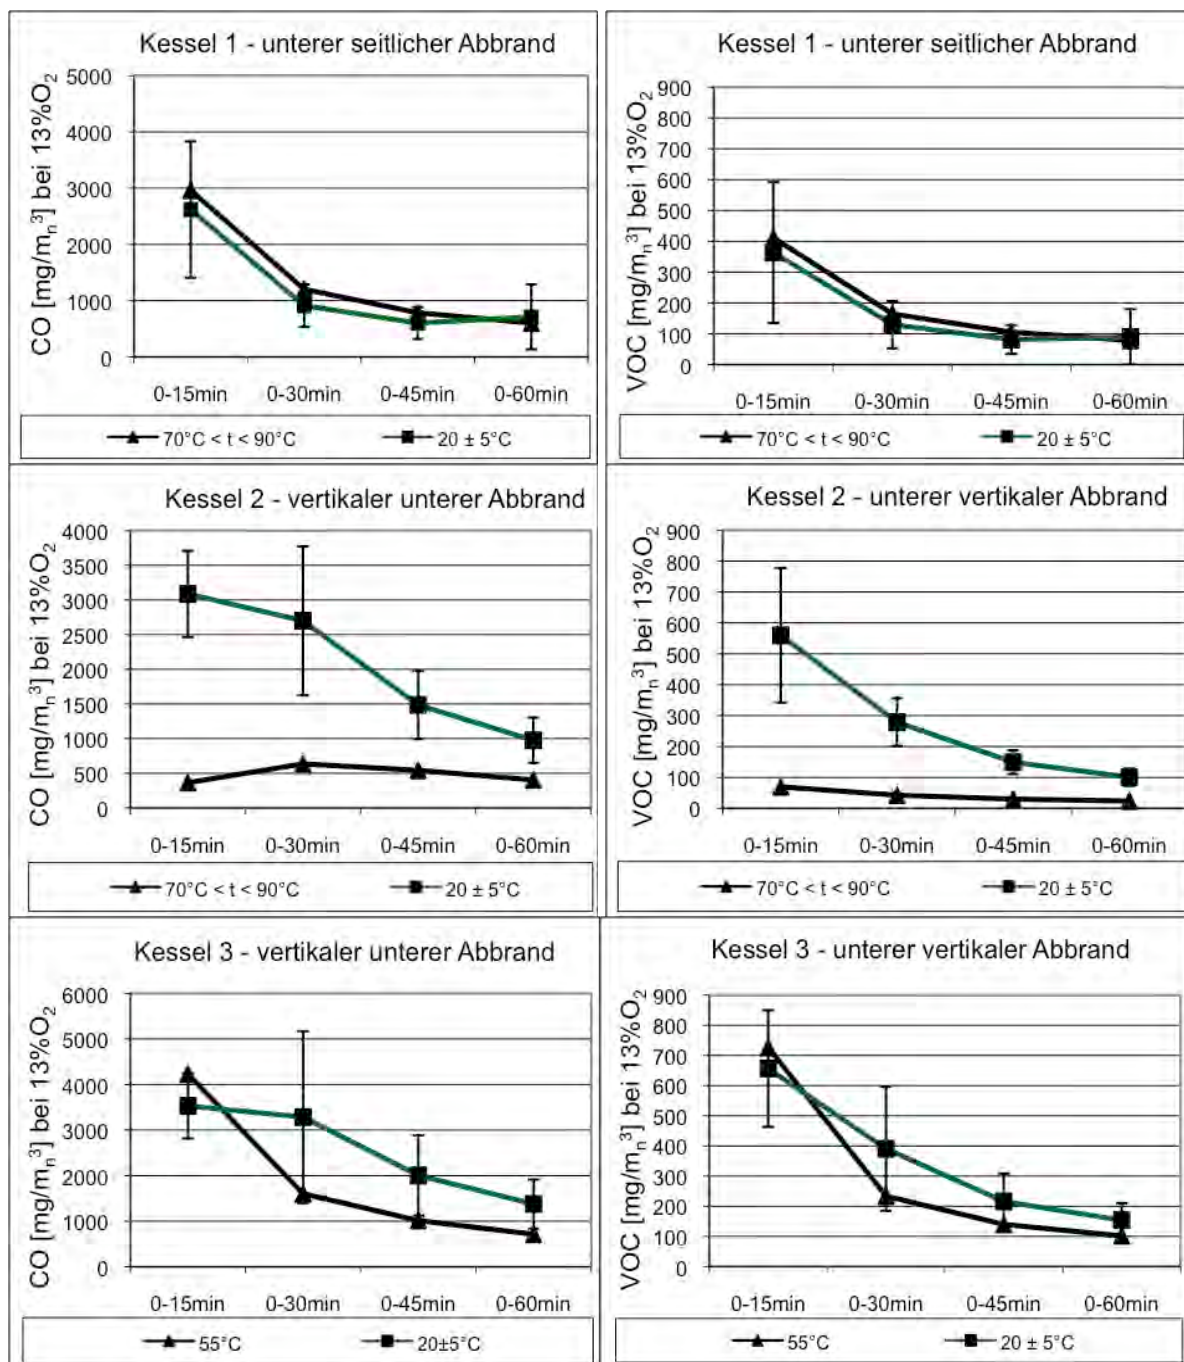 Kessel 1 - unterer seitlicher Abbrand
CO [mg/mn³] bei 13%O2
5000
4000
3000
2000
1000
0
0-15min 0-30min 0-45min 0-60min
70°C < t < 90°C 20 ± 5°C
Kessel 1 - unterer seitlicher Abbrand
VOC [mg/mn³] bei 13%O2
900
800
700
600
500
400
300
200
100
0
0-15min 0-30min 0-45min 0-60min
70°C < t < 90°C 20 ± 5°C
Kessel 2 - vertikaler unterer Abbrand
CO [mg/mn³] bei 13%O2
4000
3500
3000
2500
2000
1500
1000
500
0
0-15min 0-30min 0-45min 0-60min
70°C < t < 90°C 20 ± 5°C
Kessel 2 - unterer vertikaler Abbrand
VOC [mg/mn³] bei 13%O2
900
800
700
600
500
400
300
200
100
0
0-15min 0-30min 0-45min 0-60min
70°C < t < 90°C 20 ± 5°C
Kessel 3 - vertikaler unterer Abbrand
CO [mg/mn³] bei 13%O2
6000
5000
4000
3000
2000
1000
0
0-15min 0-30min 0-45min 0-60min
55°C 20±5°C
Kessel 3 - unterer vertikaler Abbrand
VOC [mg/mn³] bei 13%O2
900
800
700
600
500
400
300
200
100
0
0-15min 0-30min 0-45min 0-60min
55°C 20 ± 5°C